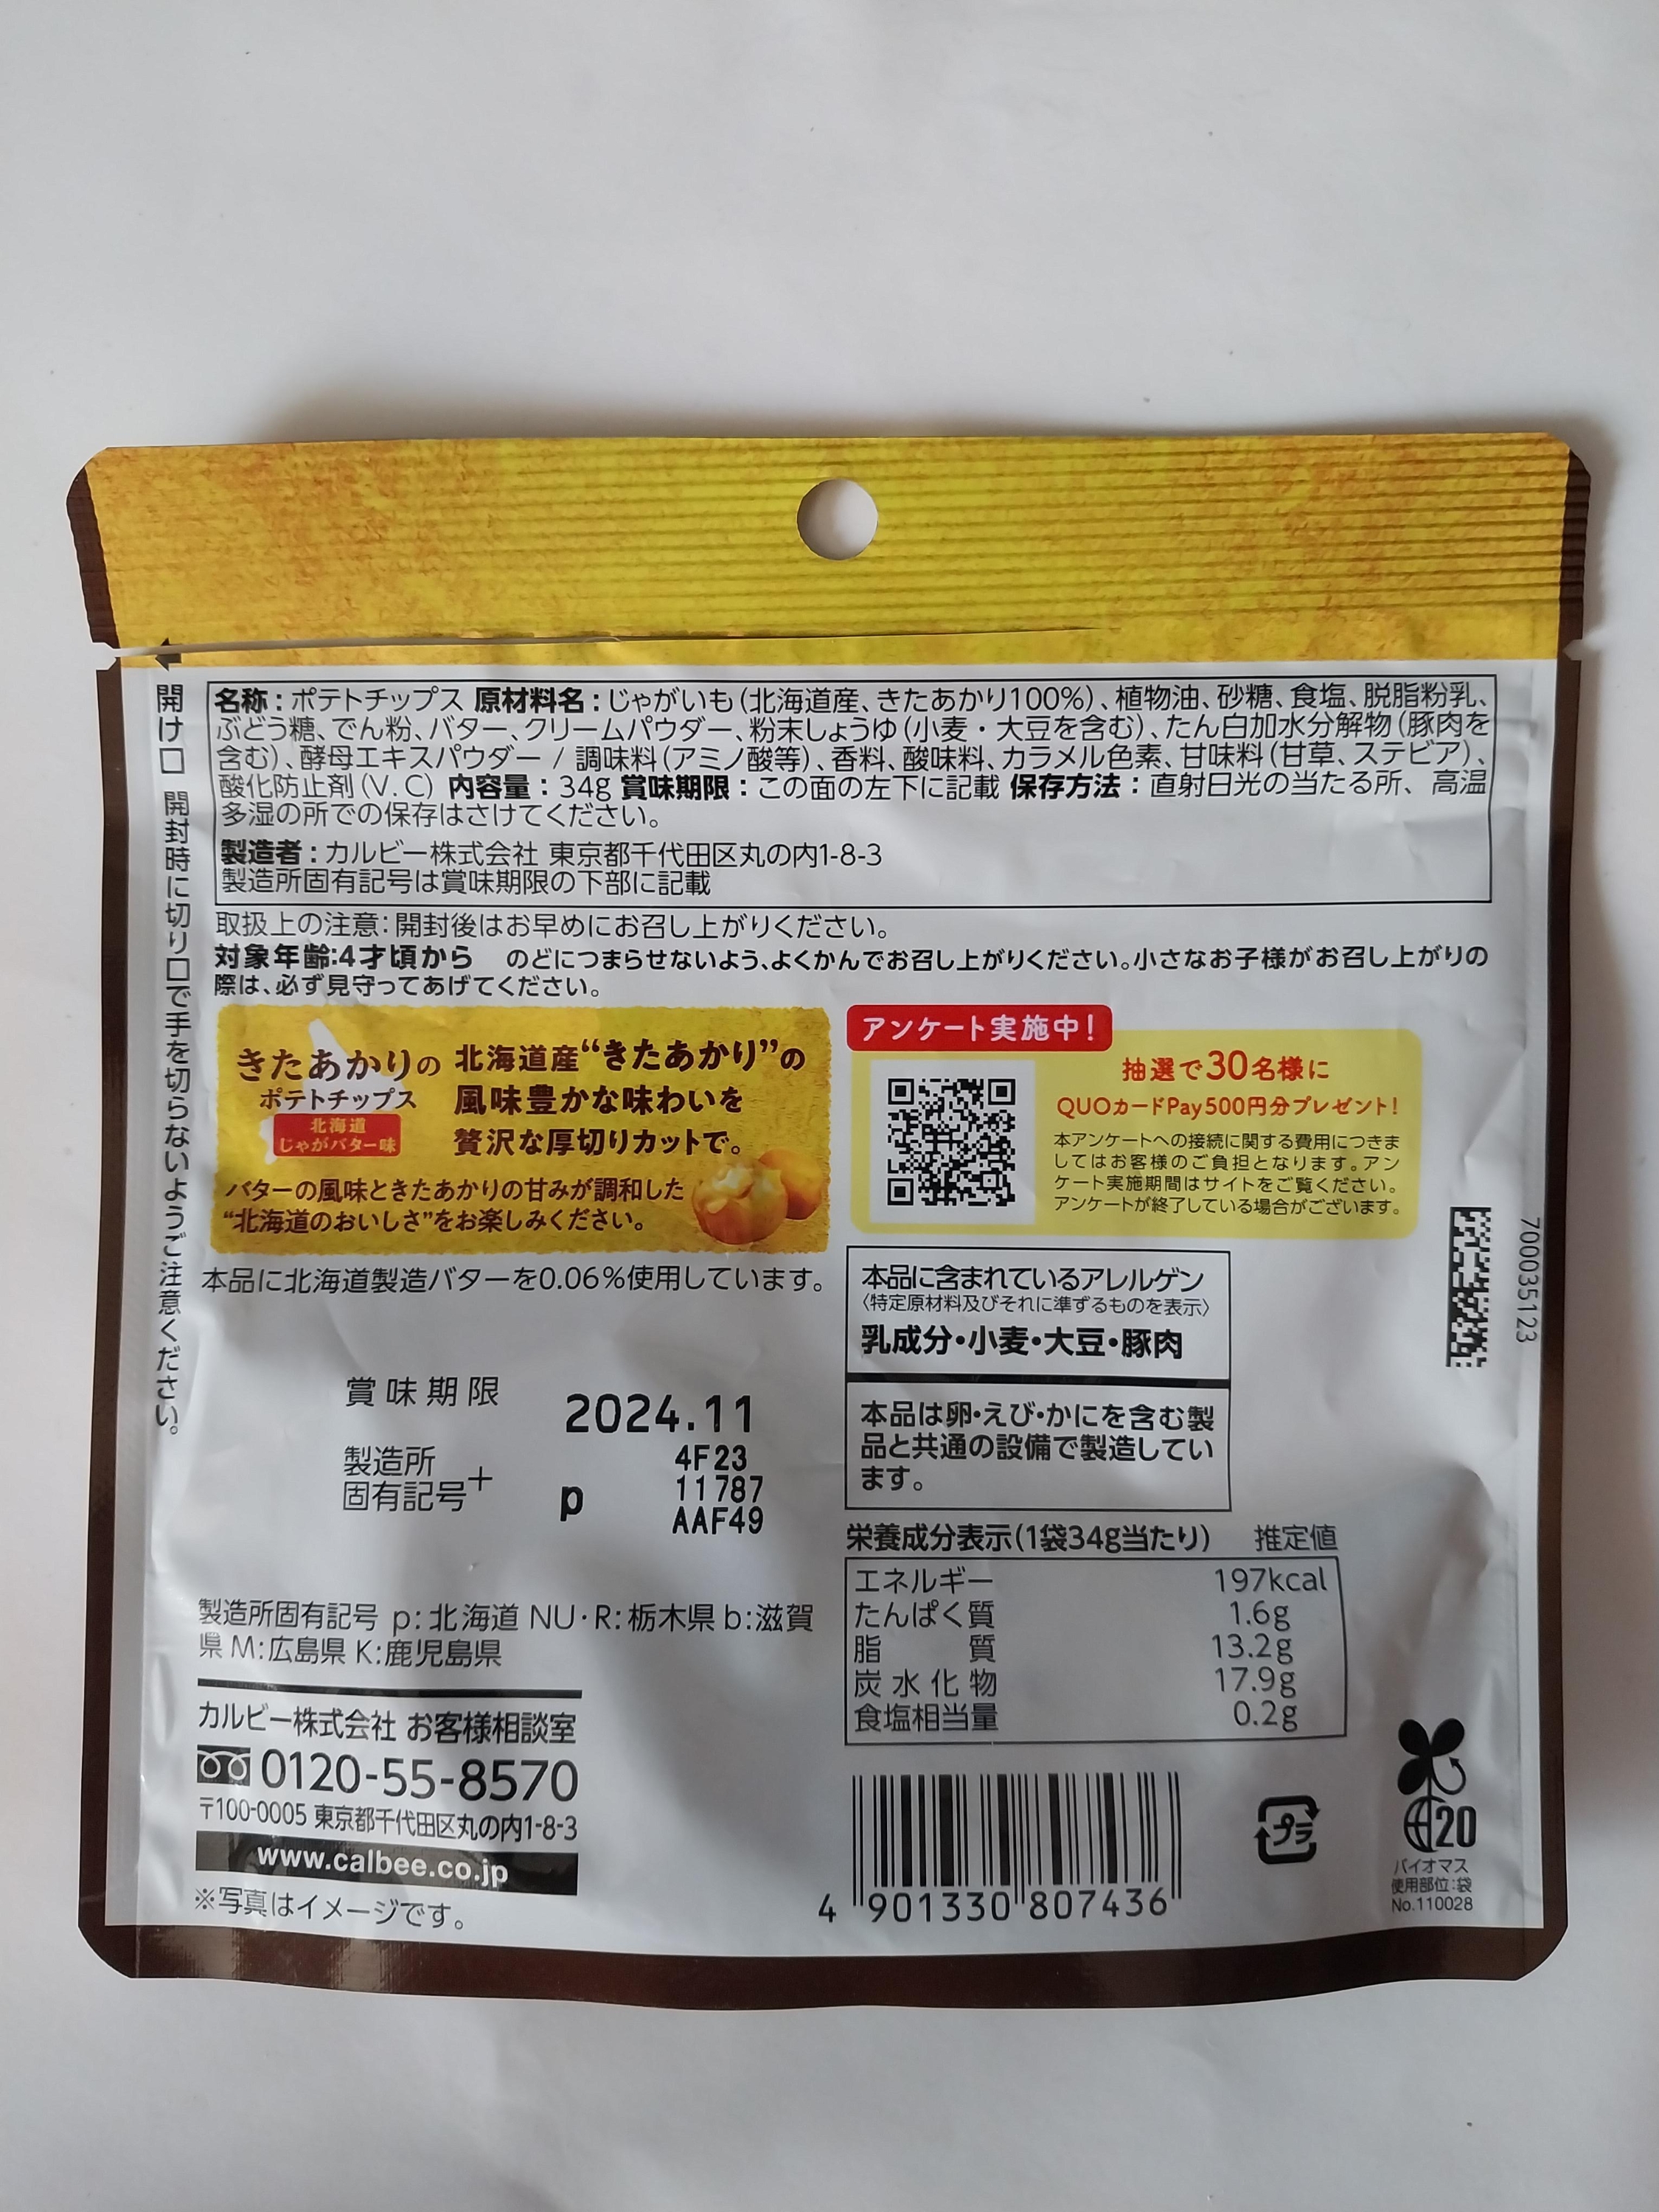 開け口 開封時に切り口で手を切らないようご注意ください。
名称:ポテトチップス 原材料名:じゃがいも(北海道産、きたあかり100%)、植物油、砂糖、食塩、脱脂粉乳、
ぶどう糖、でん粉、バター、クリームパウダー、粉末しょうゆ(小麦・大豆を含む)、たん白加水分解物(豚肉を
含む)、酵母エキスパウダー / 調味料(アミノ酸等)、香料、酸味料、カラメル色素、甘味料(甘草、ステビア)、
酸化防止剤(V.C) 内容量:34g 賞味期限:この面の左下に記載 保存方法:直射日光の当たる所、高温
多湿の所での保存はさけてください。
製造者:カルビー株式会社 東京都千代田区丸の内1-8-3
製造所固有記号は賞味期限の下部に記載
取扱上の注意:開封後はお早めにお召し上がりください。
対象年齢:4才頃から のどにつまらせないよう、よくかんでお召し上がりください。小さなお子様がお召し上がりの
際は、必ず見守ってあげてください。
きたあかりの
ポテトチップス
北海道
じゃがバター味
北海道産“きたあかり”の
風味豊かな味わいを
贅沢な厚切りカットで。
バターの風味ときたあかりの甘みが調和した
“北海道のおいしさ”をお楽しみください。
本品に北海道製造バターを0.06%使用しています。
アンケート実施中!
抽選で30名様に
QUOカードPay500円分プレゼント!
本アンケートへの接続に関する費用につきま
してはお客様のご負担となります。アン
ケート実施期間はサイトをご覧ください。
アンケートが終了している場合がございます。
700035123
本品に含まれているアレルゲン
〈特定原材料及びそれに準ずるものを表示〉
乳成分・小麦・大豆・豚肉
本品は卵・えび・かにを含む製
品と共通の設備で製造してい
ます。
賞味期限
2024.11
製造所
固有記号+
p
4F23
11787
AAF49
製造所固有記号 p:北海道 NU・R:栃木県 b:滋賀
県 M:広島県 K:鹿児島県
カルビー株式会社 お客様相談室
0120-55-8570
〒100-0005 東京都千代田区丸の内1-8-3
www.calbee.co.jp
※写真はイメージです。
栄養成分表示(1袋34g当たり) 推定値
エネルギー 197kcal
たんぱく質 1.6g
脂質 13.2g
炭水化物 17.9g
食塩相当量 0.2g
4 901330 807436
プラ
20
バイオマス
使用部位:袋
No.110028